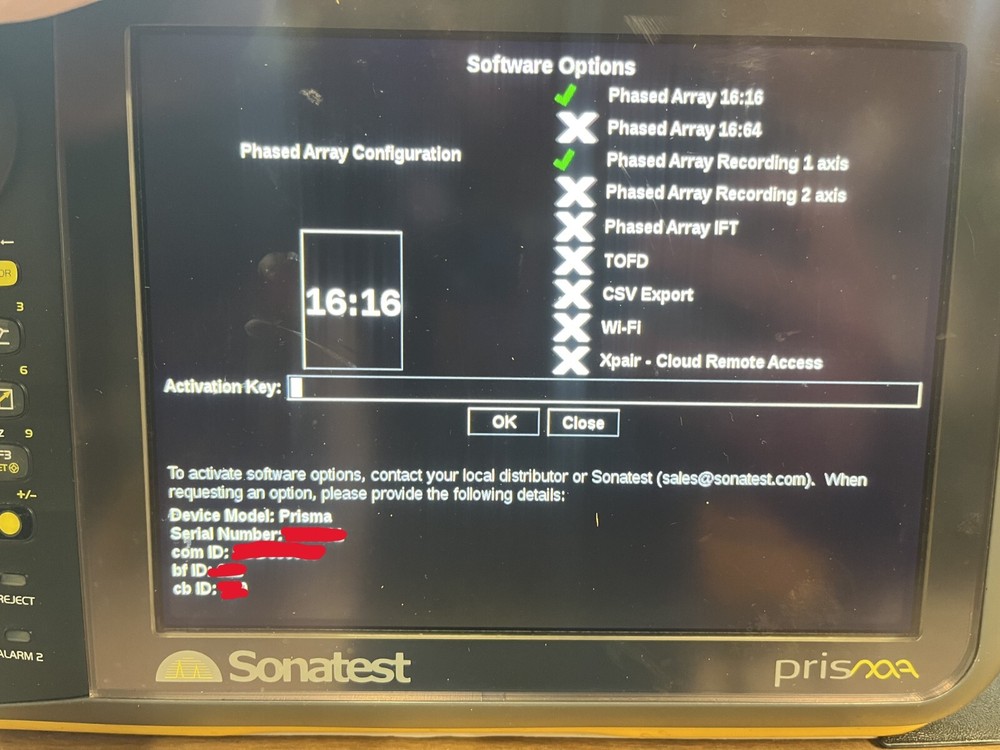 Software Options
Phased Array 16:16
Phased Array 16:64
Phased Array Configuration
Phased Array Recording 1 axis
Phased Array Recording 2 axis
Phased Array IFT
TOFD
16:16
CSV Export
Wi-Fi
Xpair - Cloud Remote Access
Activation Key:
OK Close
To activate software options, contact your local distributor or Sonatest (sales@sonatest.com). When
requesting an option, please provide the following details:
Device Model: Prisma
Serial Number:
com ID:
bf ID:
cb ID:
Sonatest
prisma
3
6
9
F3
+/-
REJECT
ALARM 2